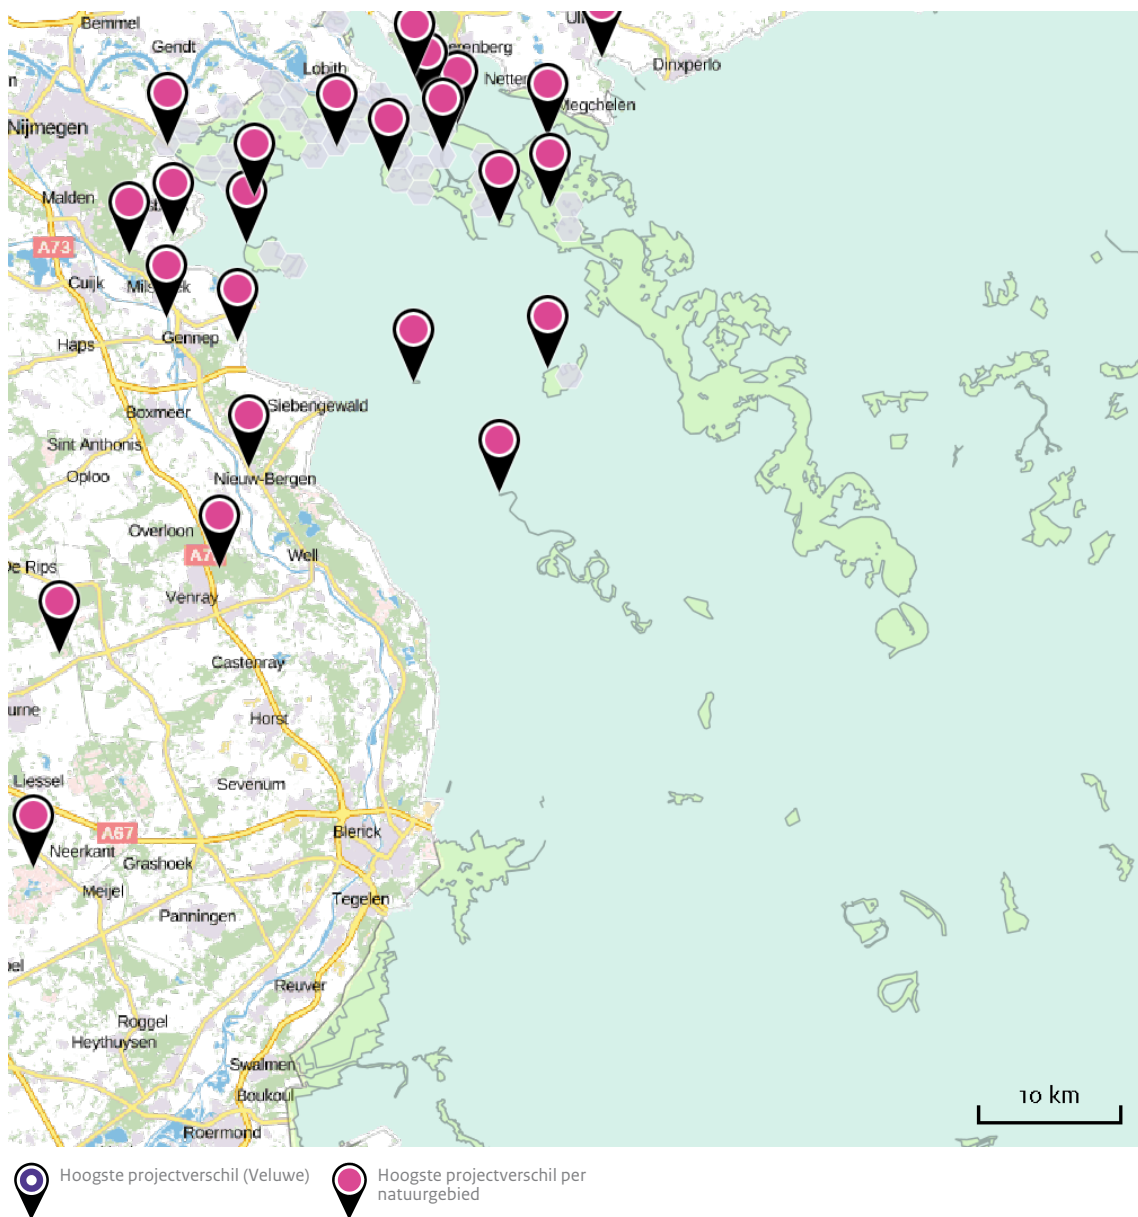 Bemmel
Gendt
Lobith
Dinxperlo
Megchelen
Nijmegen
Malden
A73
Cuijk
Haps
Gennep
Boxmeer
Siebengewald
Sint Anthonis
Oploo
Nieuw-Bergen
Overloon
Well
De Rips
Venray
Castenray
Horst
Liessel
Sevenum
A67
Blerick
Neerkant
Grashoek
Meijel
Tegelen
Panningen
Reuver
Roggel
Heythuysen
Swalmen
Boukoul
Roermond
10 km
Hoogste projectverschil (Veluwe)
Hoogste projectverschil per
natuurgebied